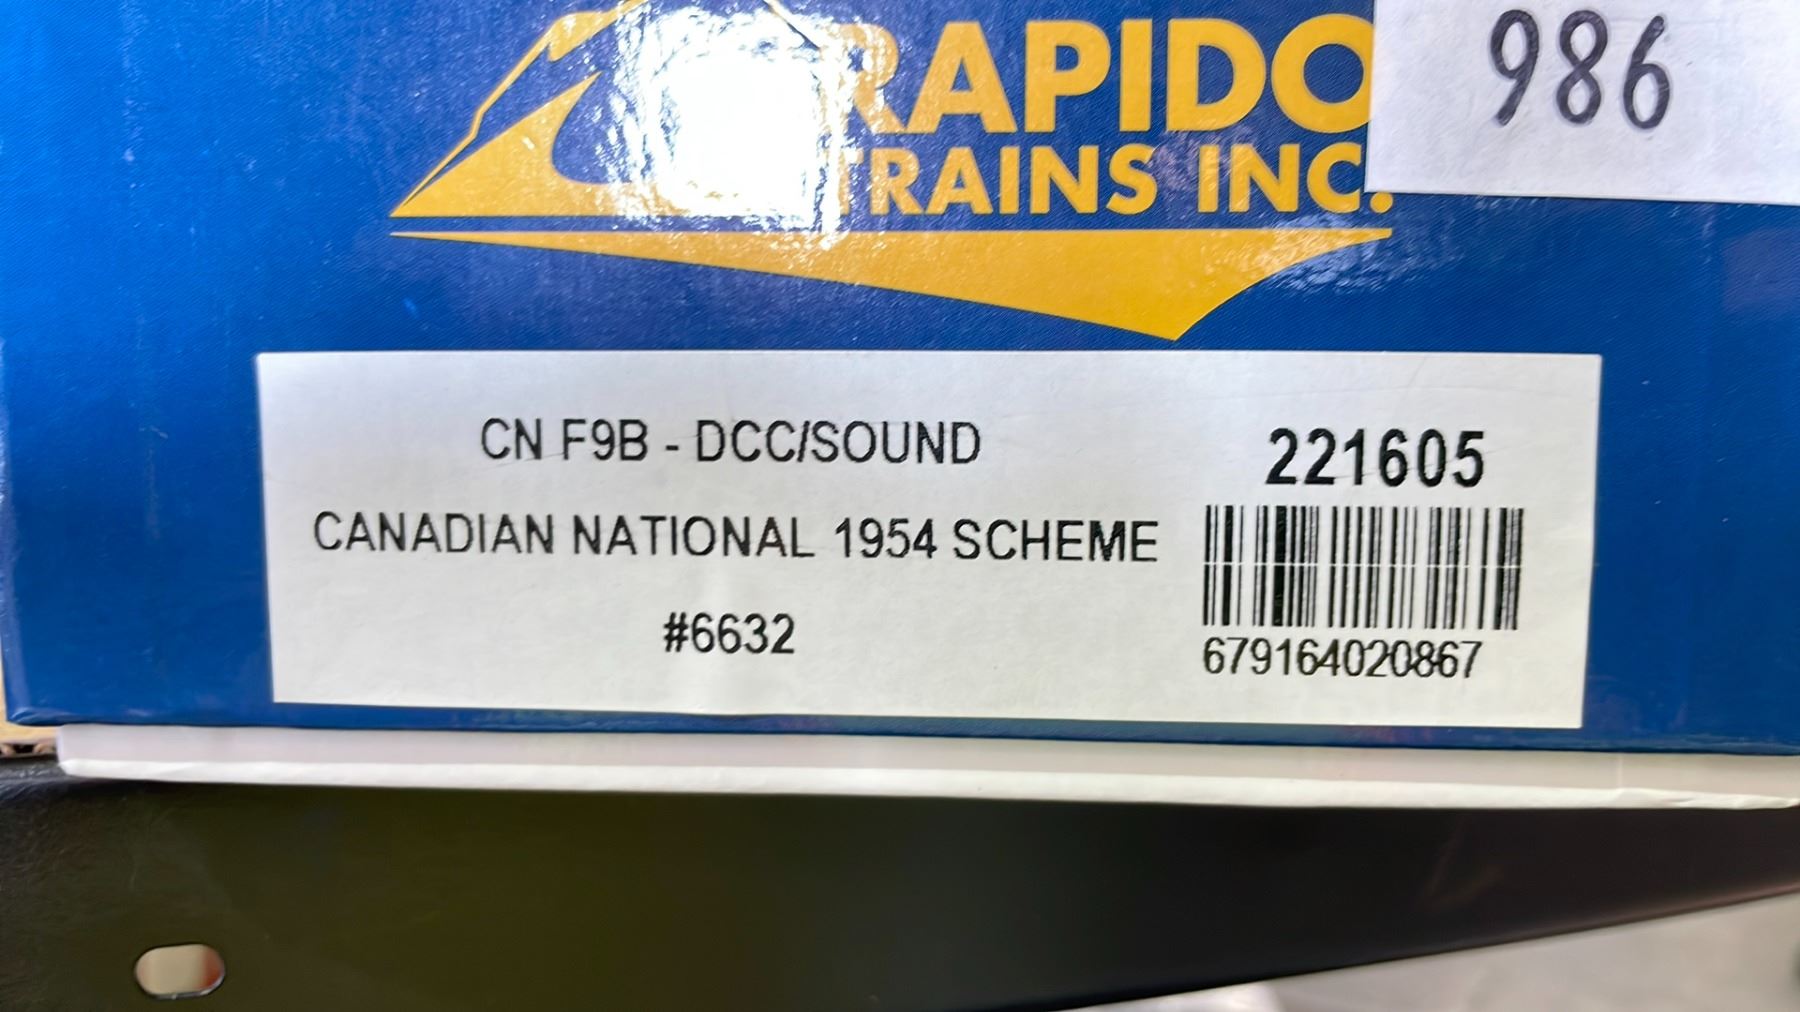 RAPIDO
TRAINS INC.
986
CN F9B - DCC/SOUND
CANADIAN NATIONAL 1954 SCHEME
#6632
221605
679164020867